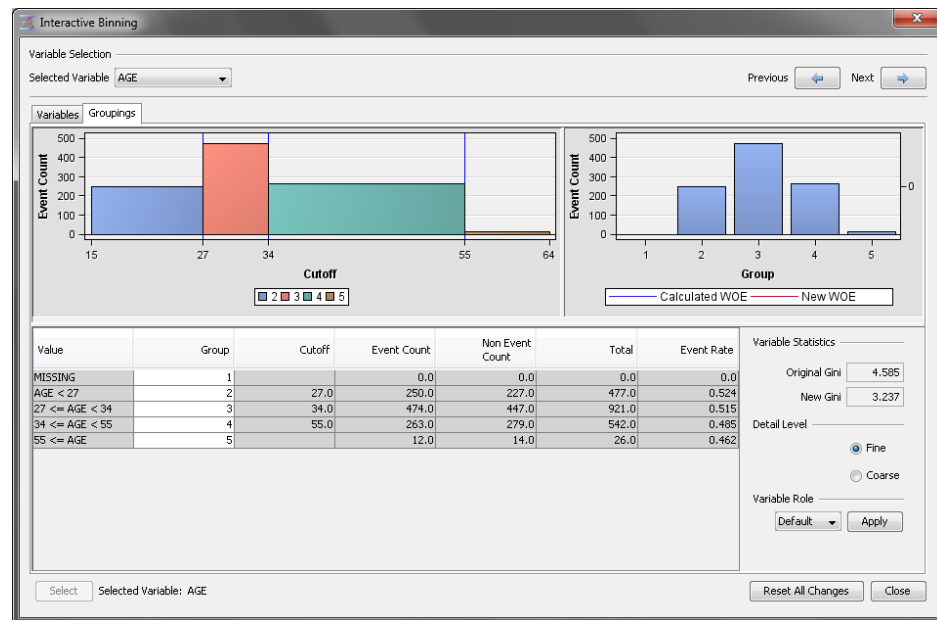 Interactive Binning
Variable Selection
Selected Variable AGE
Previous Next
Variables Groupings
500
400
300
200
100
0
Event Count
15 27 34 55 64
Cutoff
2 3 4 5
500
400
300
200
100
0
Event Count
0
1 2 3 4 5
Group
Calculated WOE New WOE
Value Group Cutoff Event Count Non Event Count Total Event Rate
MISSING 1 0.0 0.0 0.0 0.0
AGE < 27 2 27.0 250.0 227.0 477.0 0.524
27 <= AGE < 34 3 34.0 474.0 447.0 921.0 0.515
34 <= AGE < 55 4 55.0 263.0 279.0 542.0 0.485
55 <= AGE 5 12.0 14.0 26.0 0.462
Variable Statistics
Original Gini 4.585
New Gini 3.237
Detail Level
Fine
Coarse
Variable Role
Default Apply
Select Selected Variable: AGE
Reset All Changes Close